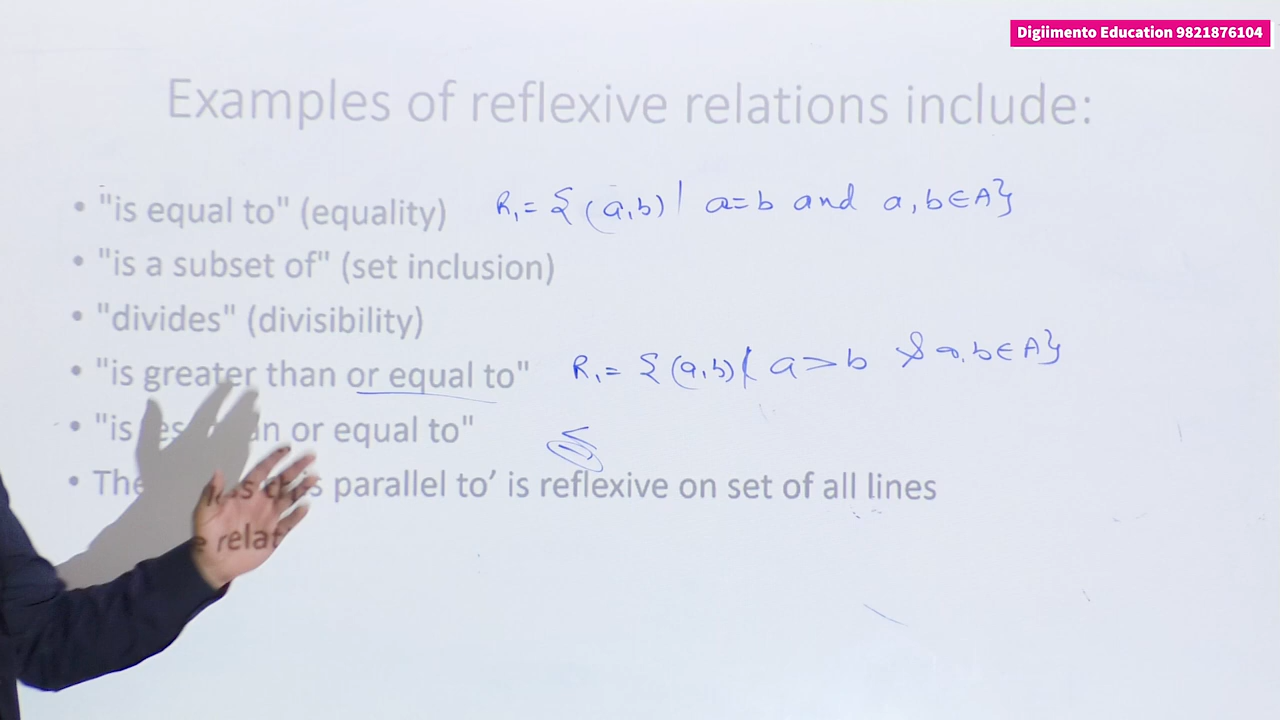 Digiimento Education 9821876104
Examples of reflexive relations include:
• "is equal to" (equality) R₁= {(a,b)| a=b and a,b∈A}
• "is a subset of" (set inclusion)
• "divides" (divisibility)
• "is greater than or equal to" R₁= {(a,b)| a>b & a,b∈A}
• "is or equal to" ≤
• parallel to’ is reflexive on set of all lines